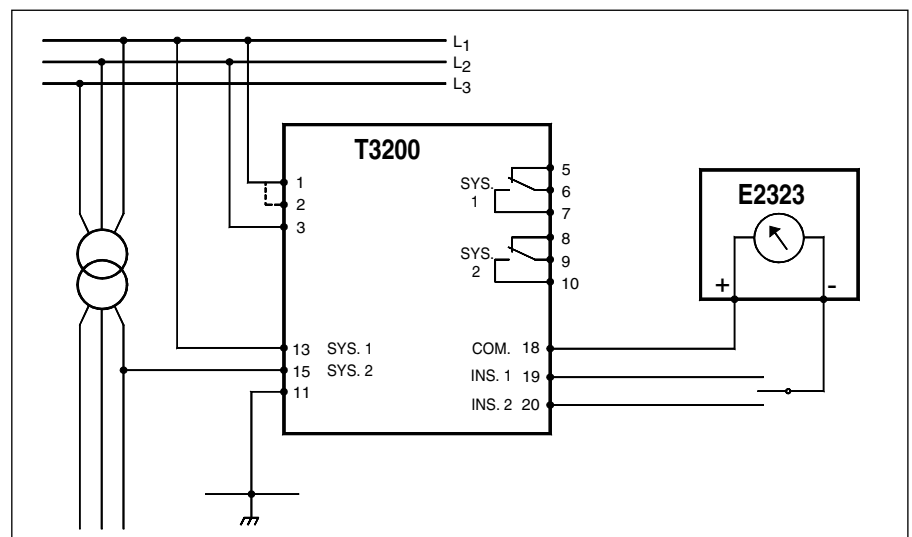 L1
L2
L3
T3200
1
2
3
SYS. 1
5
6
7
SYS. 2
8
9
10
13 SYS. 1
15 SYS. 2
11
COM. 18
INS. 1 19
INS. 2 20
E2323
+ -